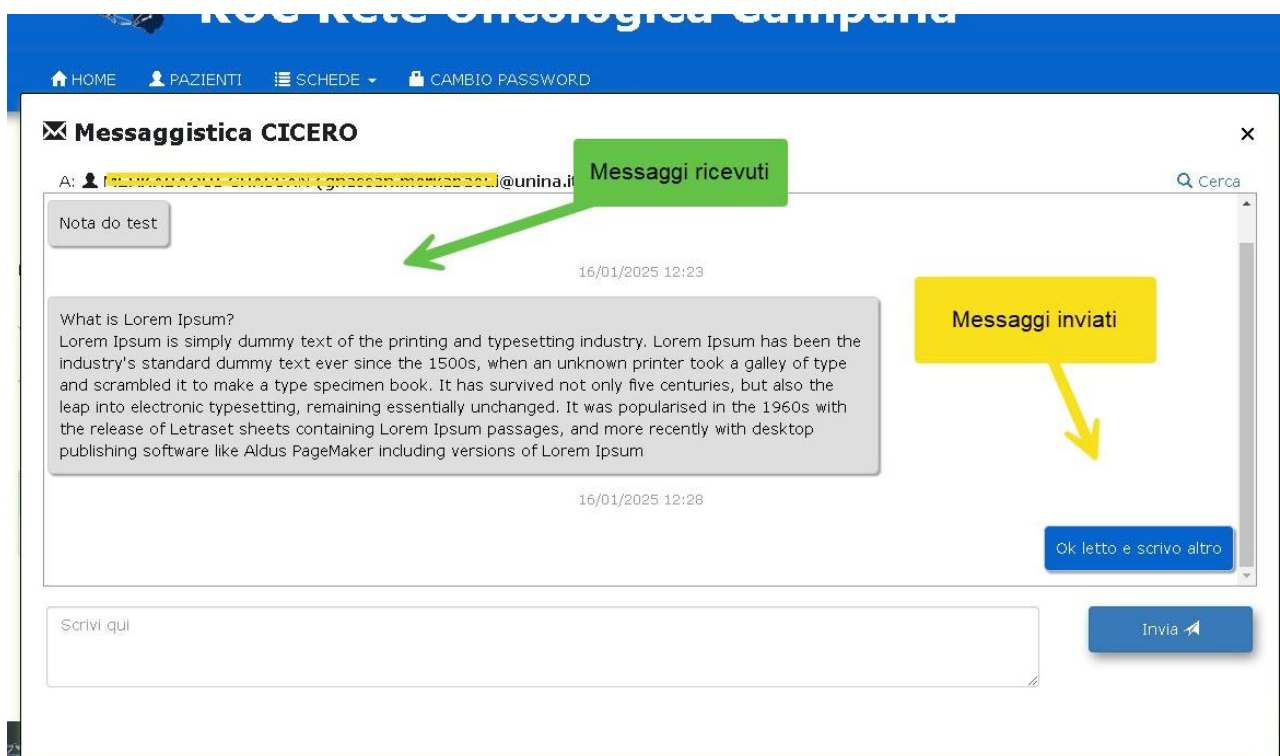 ROC Rete Oncologica Campana
HOME PAZIENTI SCHEDE CAMBIO PASSWORD
Messaggistica CICERO
×
A: @unina.i
Messaggi ricevuti
Cerca
Nota do test
16/01/2025 12:23
What is Lorem Ipsum?
Lorem Ipsum is simply dummy text of the printing and typesetting industry. Lorem Ipsum has been the
industry's standard dummy text ever since the 1500s, when an unknown printer took a galley of type
and scrambled it to make a type specimen book. It has survived not only five centuries, but also the
leap into electronic typesetting, remaining essentially unchanged. It was popularised in the 1960s with
the release of Letraset sheets containing Lorem Ipsum passages, and more recently with desktop
publishing software like Aldus PageMaker including versions of Lorem Ipsum
Messaggi inviati
16/01/2025 12:28
Ok letto e scrivo altro
Scrivi qui
Invia